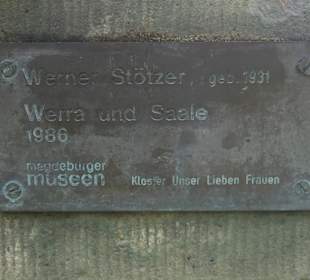 Werner Stötzer, geb. 1931
Werra und Saale
1986
magdeburger
museen Kloster Unser Lieben Frauen